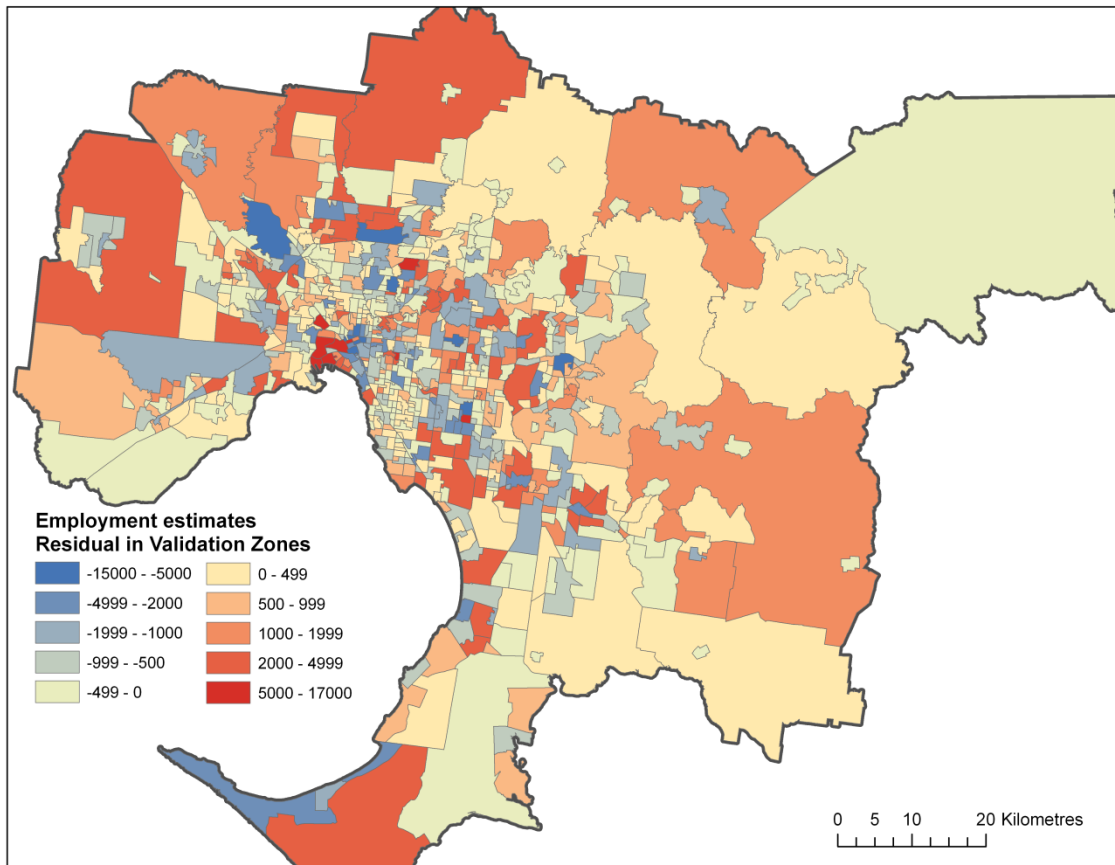 Employment estimates
Residual in Validation Zones
-15000 - -5000
-4999 - -2000
-1999 - -1000
-999 - -500
-499 - 0
0 - 499
500 - 999
1000 - 1999
2000 - 4999
5000 - 17000
0 5 10 20 Kilometres